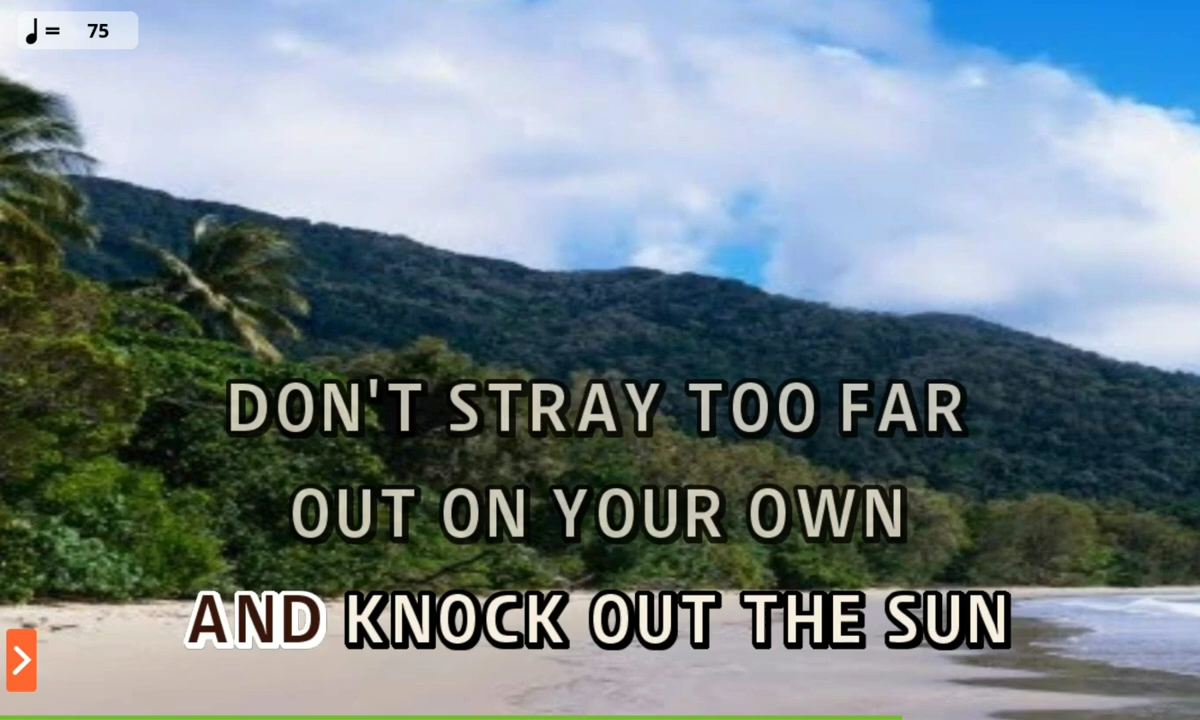 ♩ = 75
DON'T STRAY TOO FAR
OUT ON YOUR OWN
AND KNOCK OUT THE SUN